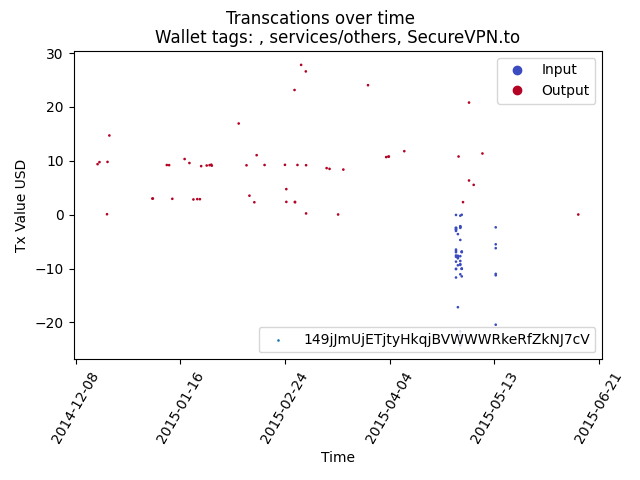 Transcations over time
Wallet tags: , services/others, SecureVPN.to
Tx Value USD
30
20
10
0
−10
−20
Input
Output
149jJmUjETjtyHkqjBVWWWRkeRfZkNJ7cV
2014-12-08
2015-01-16
2015-02-24
2015-04-04
2015-05-13
2015-06-21
Time